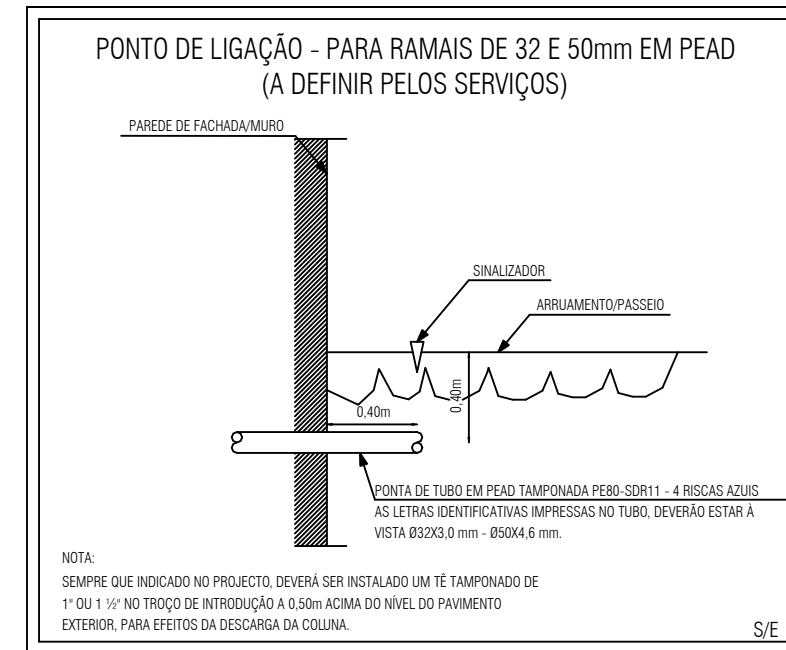 PONTO DE LIGAÇÃO - PARA RAMAIS DE 32 E 50mm EM PEAD
(A DEFINIR PELOS SERVIÇOS)
PAREDE DE FACHADA/MURO
SINALIZADOR
ARRUAMENTO/PASSEIO
0,40m
0,40m
PONTA DE TUBO EM PEAD TAMPONADA PE80-SDR11 - 4 RISCAS AZUIS
AS LETRAS IDENTIFICATIVAS IMPRESSAS NO TUBO, DEVERÃO ESTAR À
VISTA Ø32X3,0 mm - Ø50X4,6 mm.
NOTA:
SEMPRE QUE INDICADO NO PROJECTO, DEVERÁ SER INSTALADO UM TÊ TAMPONADO DE
1" OU 1 ½" NO TROÇO DE INTRODUÇÃO A 0,50m ACIMA DO NÍVEL DO PAVIMENTO
EXTERIOR, PARA EFEITOS DA DESCARGA DA COLUNA.
S/E